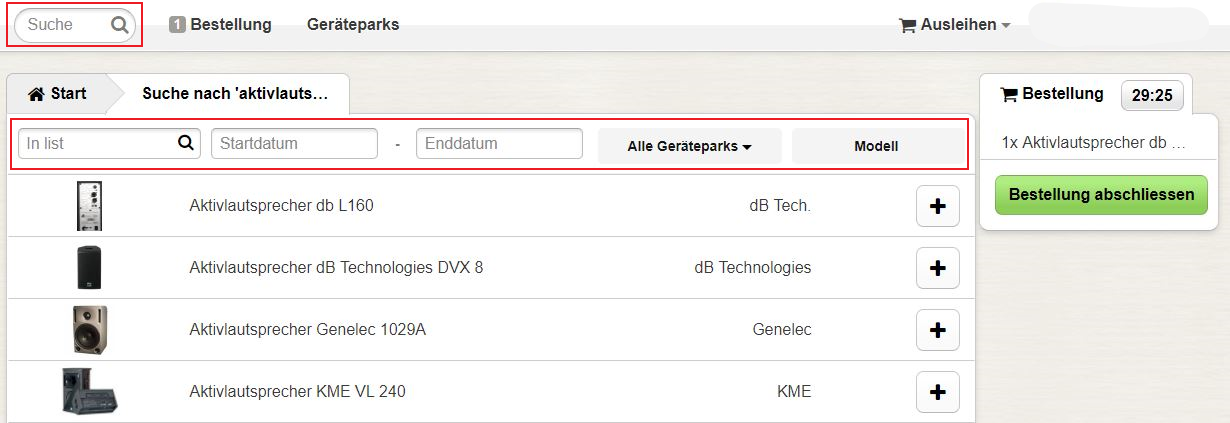 Suche 1 Bestellung Geräteparks Ausleihen
Start Suche nach 'aktivlauts… Bestellung 29:25
In list Startdatum - Enddatum Alle Geräteparks Modell 1x Aktivlautsprecher db …
Aktivlautsprecher db L160 dB Tech. Bestellung abschliessen
Aktivlautsprecher dB Technologies DVX 8 dB Technologies
Aktivlautsprecher Genelec 1029A Genelec
Aktivlautsprecher KME VL 240 KME